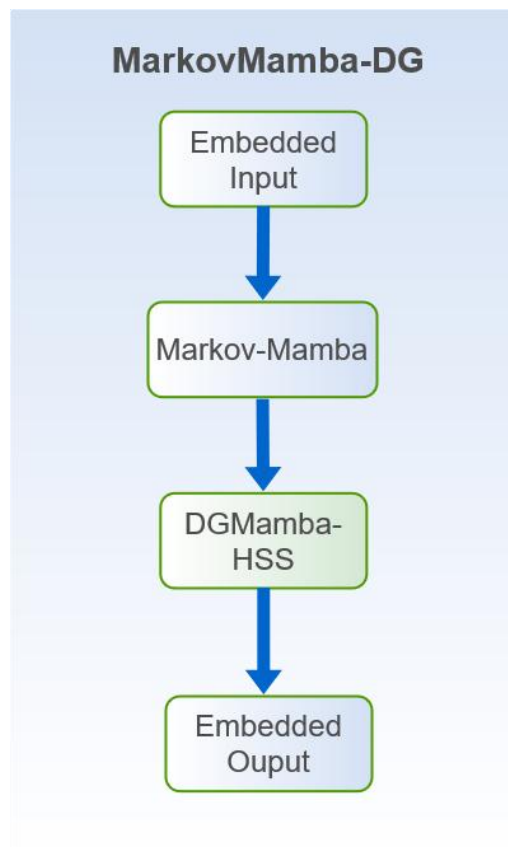 MarkovMamba-DG
Embedded
Input
Markov-Mamba
DGMamba-
HSS
Embedded
Ouput